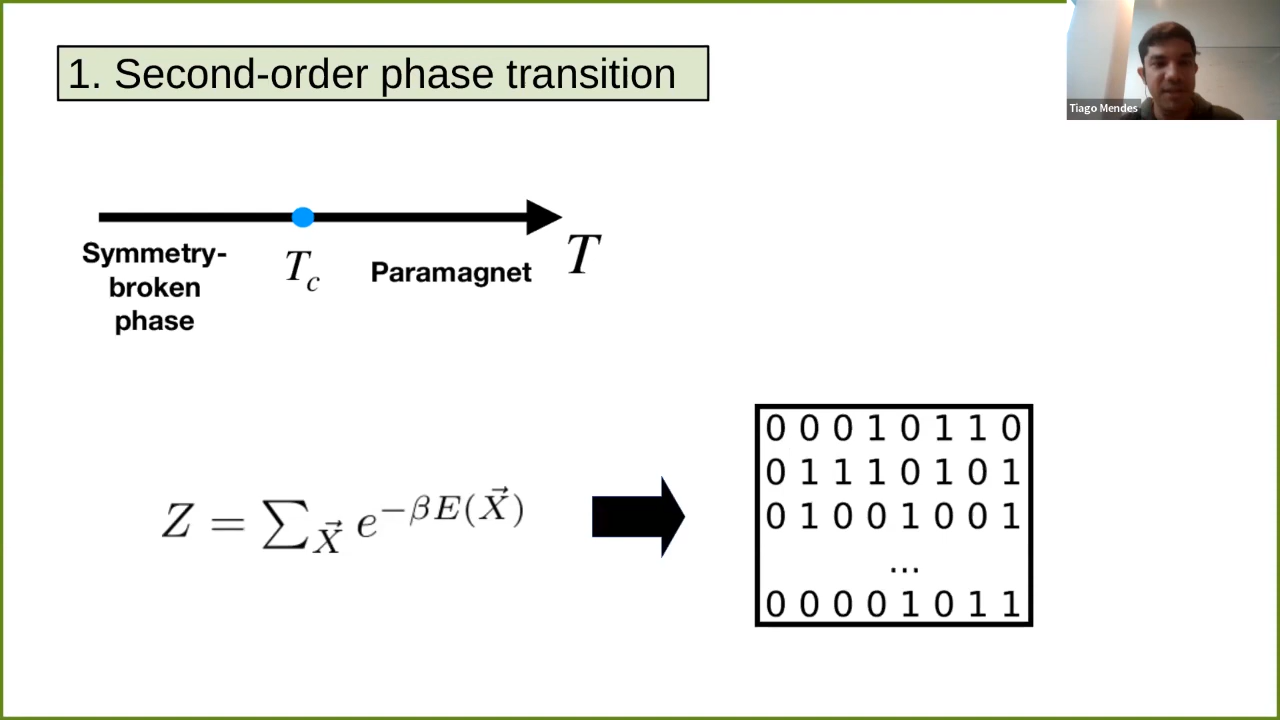 1. Second-order phase transition
Tiago Mendes
T
Symmetry-
broken
phase
T_c
Paramagnet
Z = ∑_{\vec{X}} e^{-βE(\vec{X})}
0 0 0 1 0 1 1 0
0 1 1 1 0 1 0 1
0 1 0 0 1 0 0 1
...
0 0 0 0 1 0 1 1